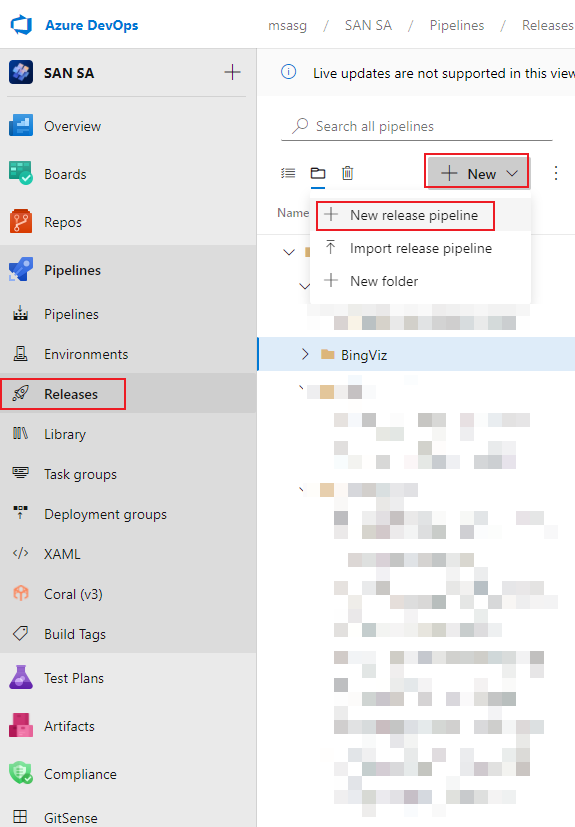 Azure DevOps
msasg / SAN SA / Pipelines / Releases
SAN SA
Live updates are not supported in this view
Overview
Search all pipelines
Boards
New
Repos
Name
New release pipeline
Import release pipeline
New folder
Pipelines
Pipelines
Environments
BingViz
Releases
Library
Task groups
Deployment groups
XAML
Coral (v3)
Build Tags
Test Plans
Artifacts
Compliance
GitSense